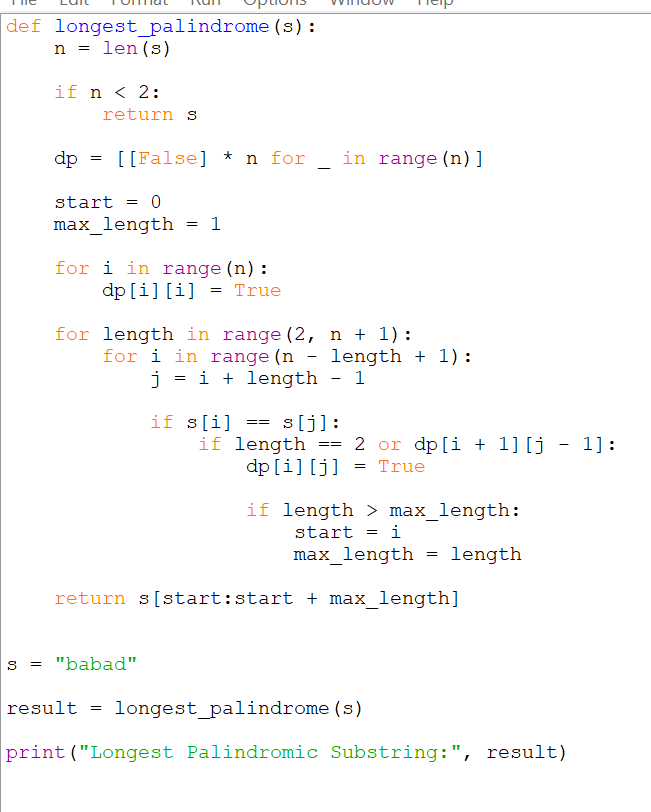 File Edit Format Run Options Window Help
def longest_palindrome(s):
    n = len(s)

    if n < 2:
        return s

    dp = [[False] * n for _ in range(n)]

    start = 0
    max_length = 1

    for i in range(n):
        dp[i][i] = True

    for length in range(2, n + 1):
        for i in range(n - length + 1):
            j = i + length - 1

            if s[i] == s[j]:
                if length == 2 or dp[i + 1][j - 1]:
                    dp[i][j] = True

                    if length > max_length:
                        start = i
                        max_length = length

    return s[start:start + max_length]


s = "babad"

result = longest_palindrome(s)

print("Longest Palindromic Substring:", result)